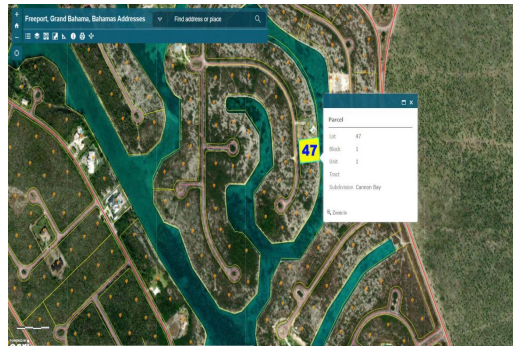 Freeport, Grand Bahama, Bahamas Addresses
Find address or place
47
Parcel
Lot 47
Block 1
Unit 1
Tract
Subdivision Cannon Bay
Zoom to